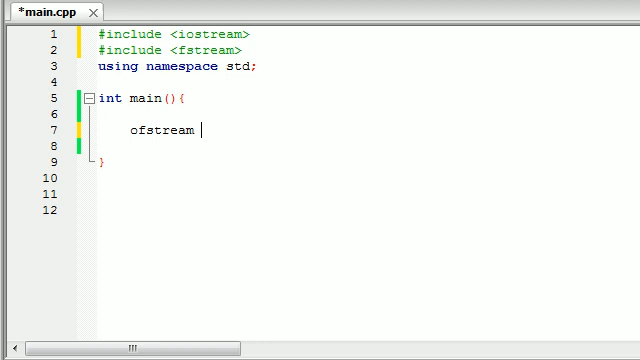 *main.cpp
1 #include <iostream>
2 #include <fstream>
3 using namespace std;
4
5 int main(){
6
7 ofstream
8
9 }
10
11
12